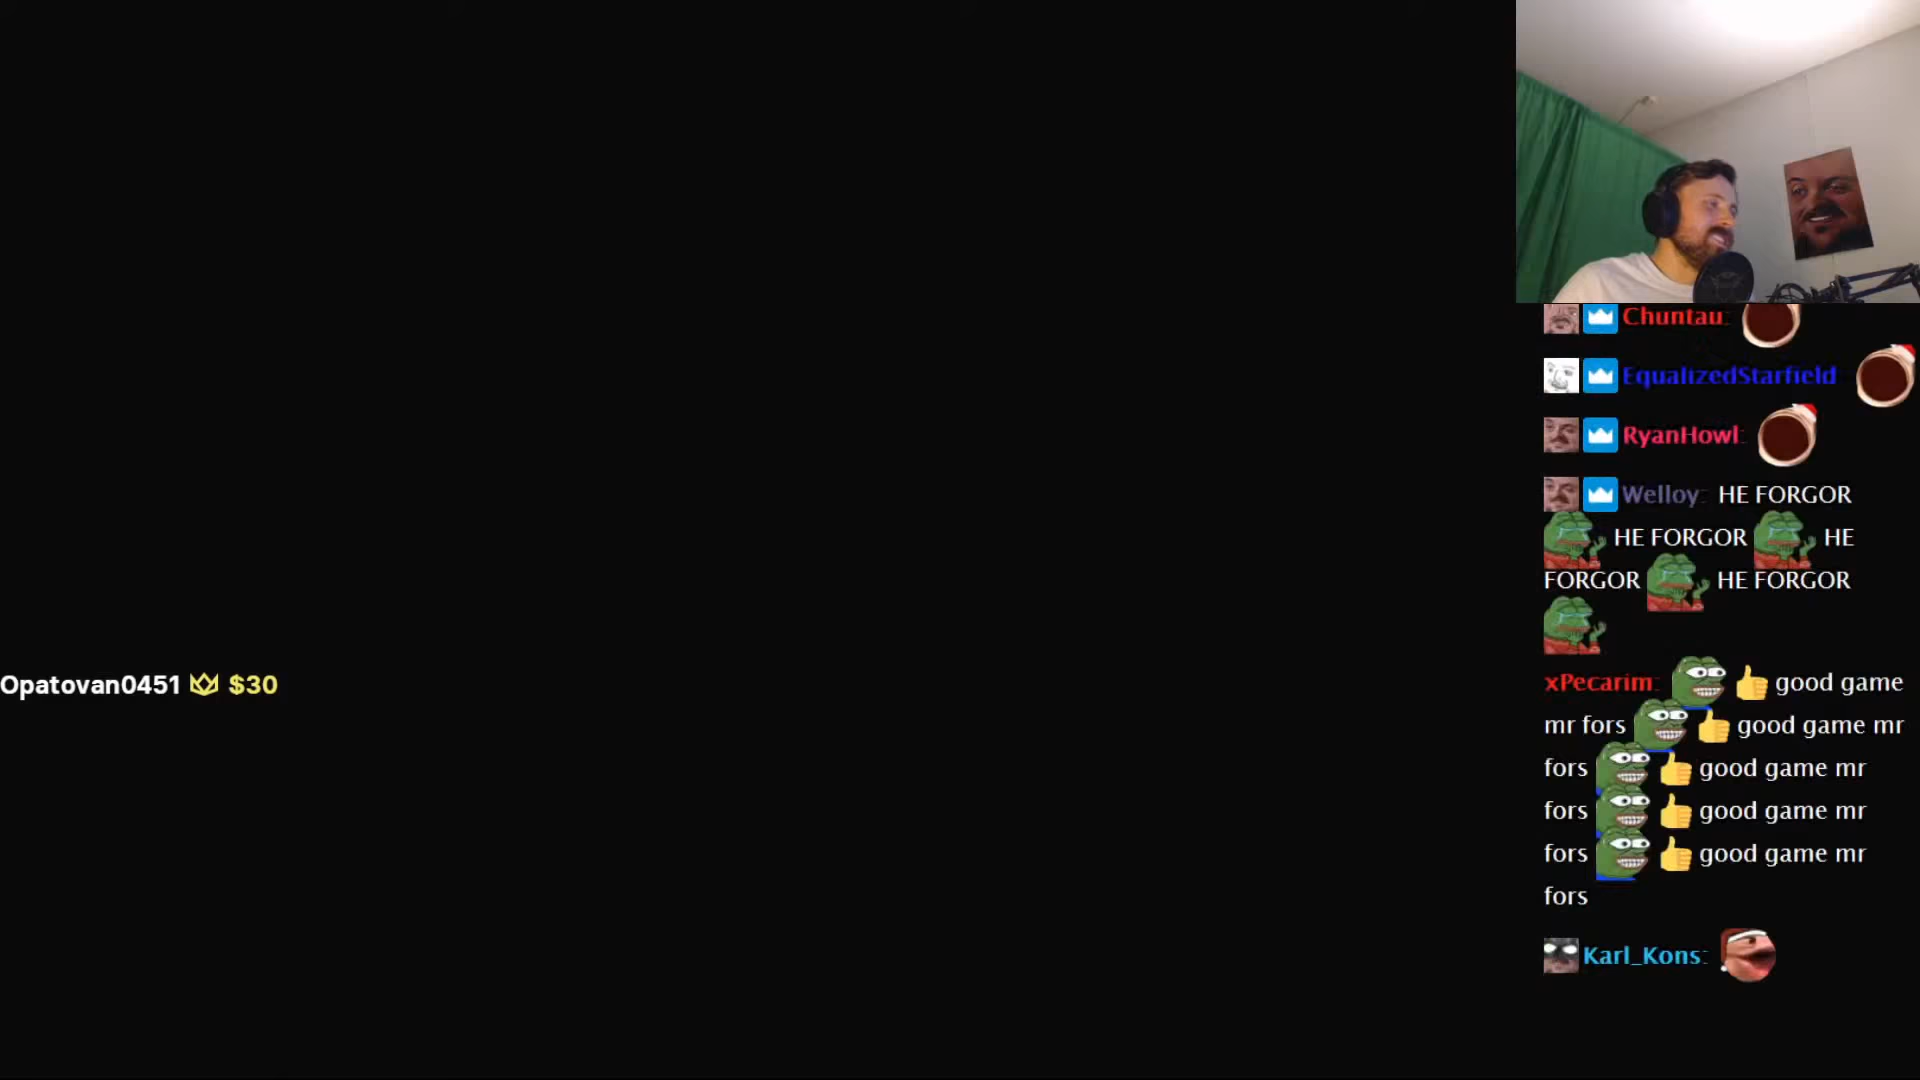 Chuntau:
EqualizedStarfield
RyanHowl:
Welloy: HE FORGOR
HE FORGOR HE
FORGOR HE FORGOR
Opatovan0451 $30
xPecarim: good game
mr fors good game mr
fors good game mr
fors good game mr
fors good game mr
fors
Karl_Kons: